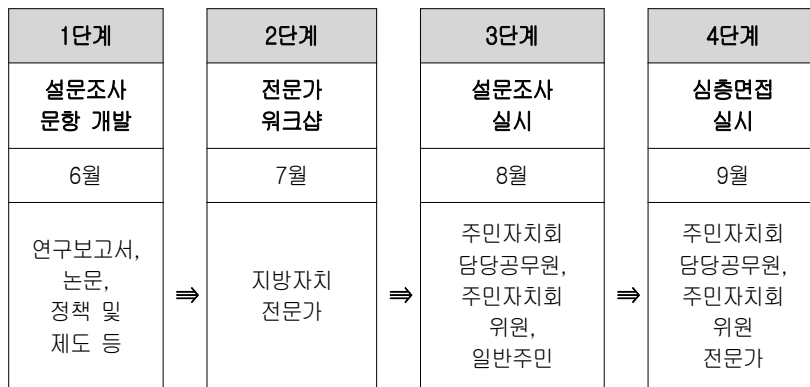 1단계
설문조사
문항 개발
6월
연구보고서,
논문,
정책 및
제도 등
⇛
2단계
전문가
워크샵
7월
지방자치
전문가
⇛
3단계
설문조사
실시
8월
주민자치회
담당공무원,
주민자치회
위원,
일반주민
⇛
4단계
심층면접
실시
9월
주민자치회
담당공무원,
주민자치회
위원
전문가